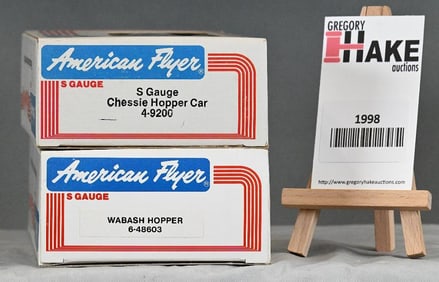 American Flyer®
S GAUGE
S Gauge
Chessie Hopper Car
4-9200
American Flyer®
S GAUGE
WABASH HOPPER
6-48603
GREGORY
HAKE
auctions
1998
http://www.gregoryhakeauctions.com